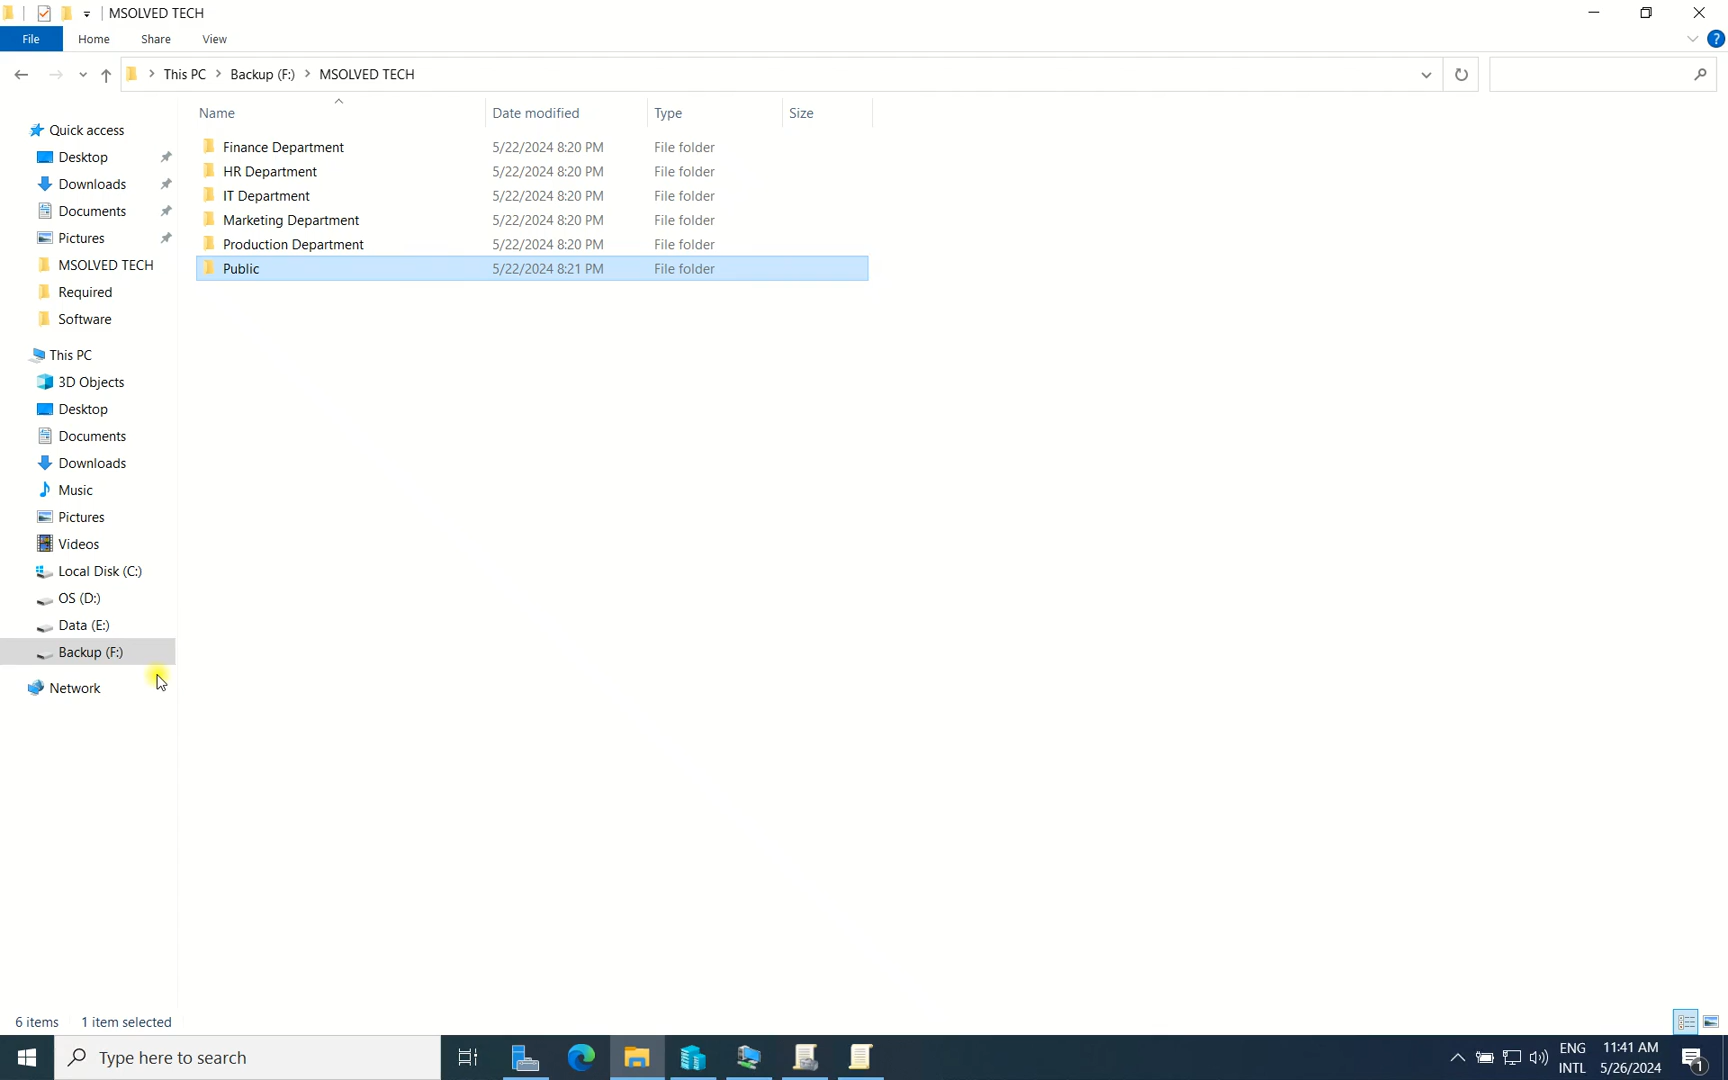 MSOLVED TECH
File Home Share View
This PC Backup (F:) MSOLVED TECH
Name Date modified Type Size
Finance Department 5/22/2024 8:20 PM File folder
HR Department 5/22/2024 8:20 PM File folder
IT Department 5/22/2024 8:20 PM File folder
Marketing Department 5/22/2024 8:20 PM File folder
Production Department 5/22/2024 8:20 PM File folder
Public 5/22/2024 8:21 PM File folder
Quick access
Desktop
Downloads
Documents
Pictures
MSOLVED TECH
Required
Software
This PC
3D Objects
Desktop
Documents
Downloads
Music
Pictures
Videos
Local Disk (C:)
OS (D:)
Data (E:)
Backup (F:)
Network
6 items 1 item selected
Type here to search
ENG 11:41 AM
INTL 5/26/2024
1